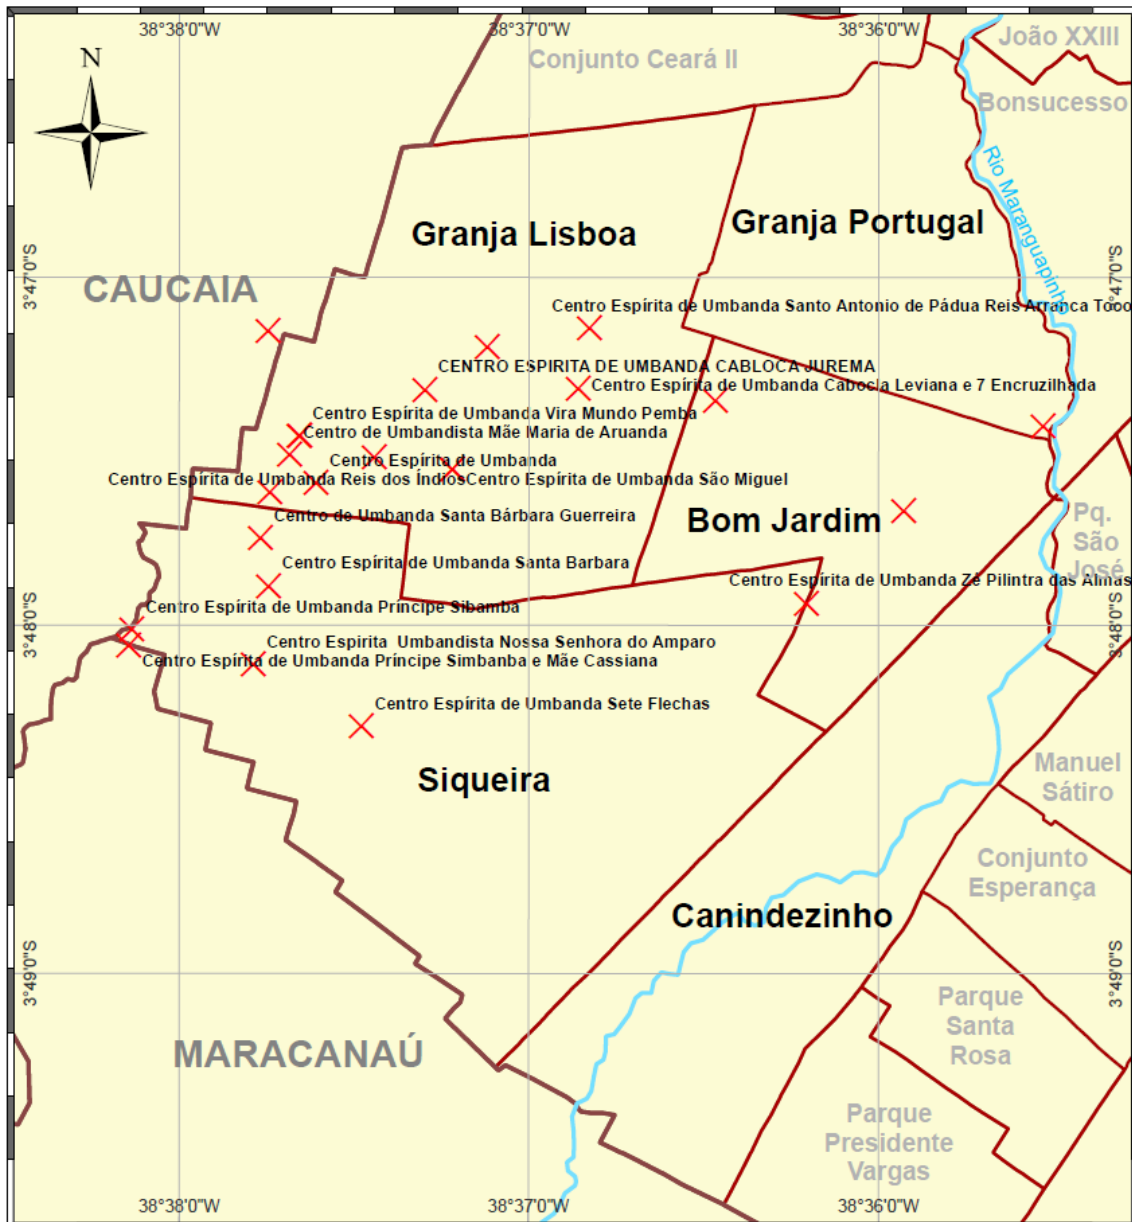 38°38'0"W
38°37'0"W
38°36'0"W
João XXIII
Conjunto Ceará II
N
Bonsucesso
Rio Maranguapinho
Granja Portugal
Granja Lisboa
3°47'0"S
3°47'0"S
CAUCAIA
Centro Espírita de Umbanda Santo Antonio de Pádua Reis Arranca Toco
CENTRO ESPIRITA DE UMBANDA CABLOCA JUREMA
Centro Espírita de Umbanda Cabocla Leviana e 7 Encruzilhada
Centro Espírita de Umbanda Vira Mundo Pemba
Centro de Umbandista Mãe Maria de Aruanda
Centro Espírita de Umbanda
Centro Espírita de Umbanda Reis dos Índios
Centro Espírita de Umbanda São Miguel
Centro de Umbanda Santa Bárbara Guerreira
Bom Jardim
Pq.
São
José
Centro Espírita de Umbanda Santa Barbara
Centro Espírita de Umbanda Zé Pilintra das Almas
Centro Espírita de Umbanda Príncipe Sibamba
3°48'0"S
3°48'0"S
Centro Espirita Umbandista Nossa Senhora do Amparo
Centro Espírita de Umbanda Príncipe Simbanba e Mãe Cassiana
Centro Espírita de Umbanda Sete Flechas
Siqueira
Manuel
Sátiro
Conjunto
Esperança
Canindezinho
3°49'0"S
3°49'0"S
Parque
Santa
Rosa
MARACANAÚ
Parque
Presidente
Vargas
38°38'0"W
38°37'0"W
38°36'0"W